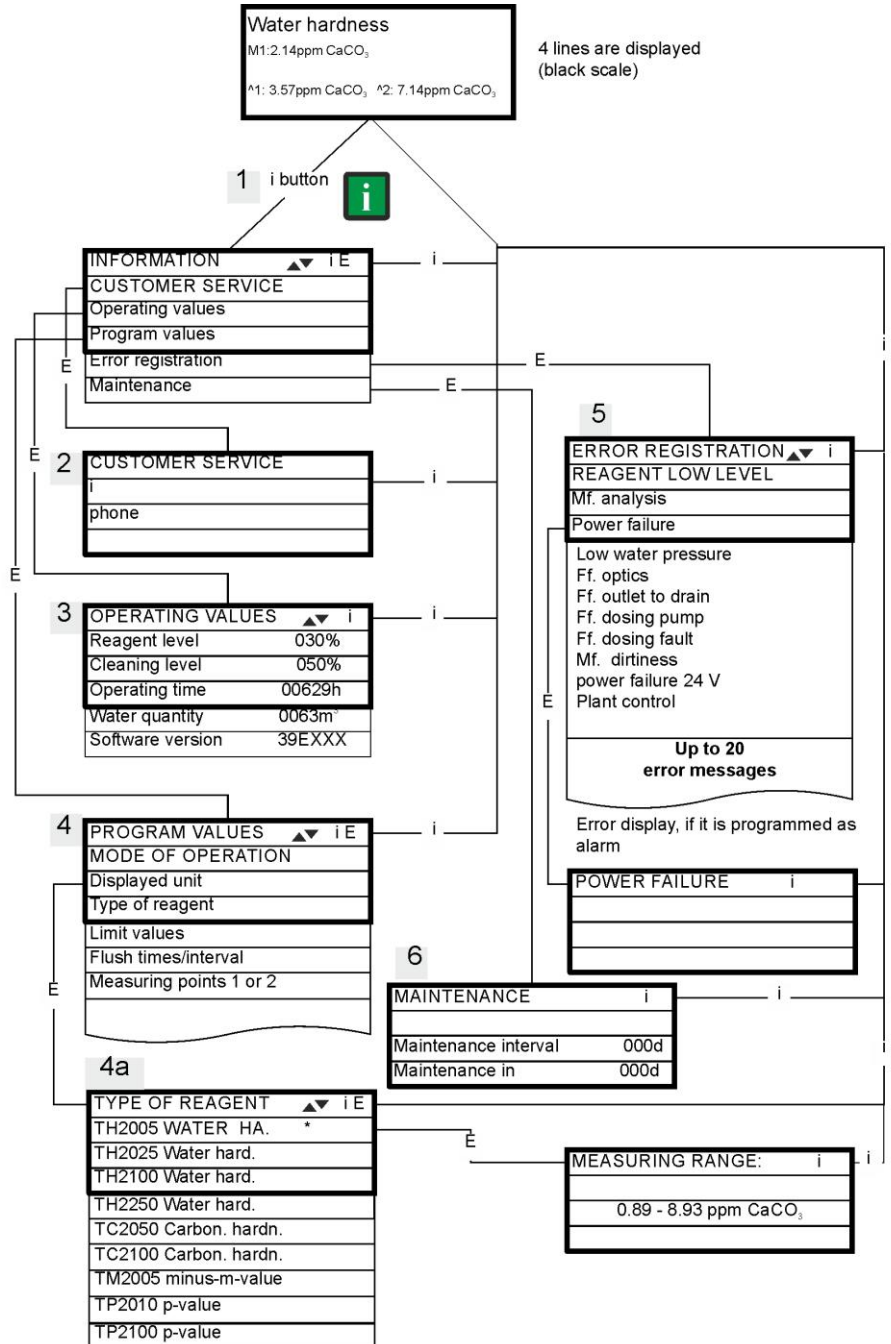 Water hardness
M1:2.14ppm CaCO₃
^1: 3.57ppm CaCO₃ ^2: 7.14ppm CaCO₃
4 lines are displayed
(black scale)
1 i button
i
INFORMATION ▲▼ i E
CUSTOMER SERVICE
Operating values
Program values
Error registration
Maintenance
i
i
E
E
E
E
E
2
CUSTOMER SERVICE
i
phone
i
3
OPERATING VALUES ▲▼ i
Reagent level 030%
Cleaning level 050%
Operating time 00629h
Water quantity 0063m³
Software version 39EXXX
i
4
PROGRAM VALUES ▲▼ i E
MODE OF OPERATION
Displayed unit
Type of reagent
Limit values
Flush times/interval
Measuring points 1 or 2
i
E
4a
TYPE OF REAGENT ▲▼ i E
TH2005 WATER HA. *
TH2025 Water hard.
TH2100 Water hard.
TH2250 Water hard.
TC2050 Carbon. hardn.
TC2100 Carbon. hardn.
TM2005 minus-m-value
TP2010 p-value
TP2100 p-value
E
5
ERROR REGISTRATION ▲▼ i
REAGENT LOW LEVEL
Mf. analysis
Power failure
Low water pressure
Ff. optics
Ff. outlet to drain
Ff. dosing pump
Ff. dosing fault
Mf. dirtiness
power failure 24 V
Plant control
Up to 20
error messages
E
Error display, if it is programmed as
alarm
POWER FAILURE i
6
MAINTENANCE i
Maintenance interval 000d
Maintenance in 000d
i
i
MEASURING RANGE: i
0.89 - 8.93 ppm CaCO₃
i